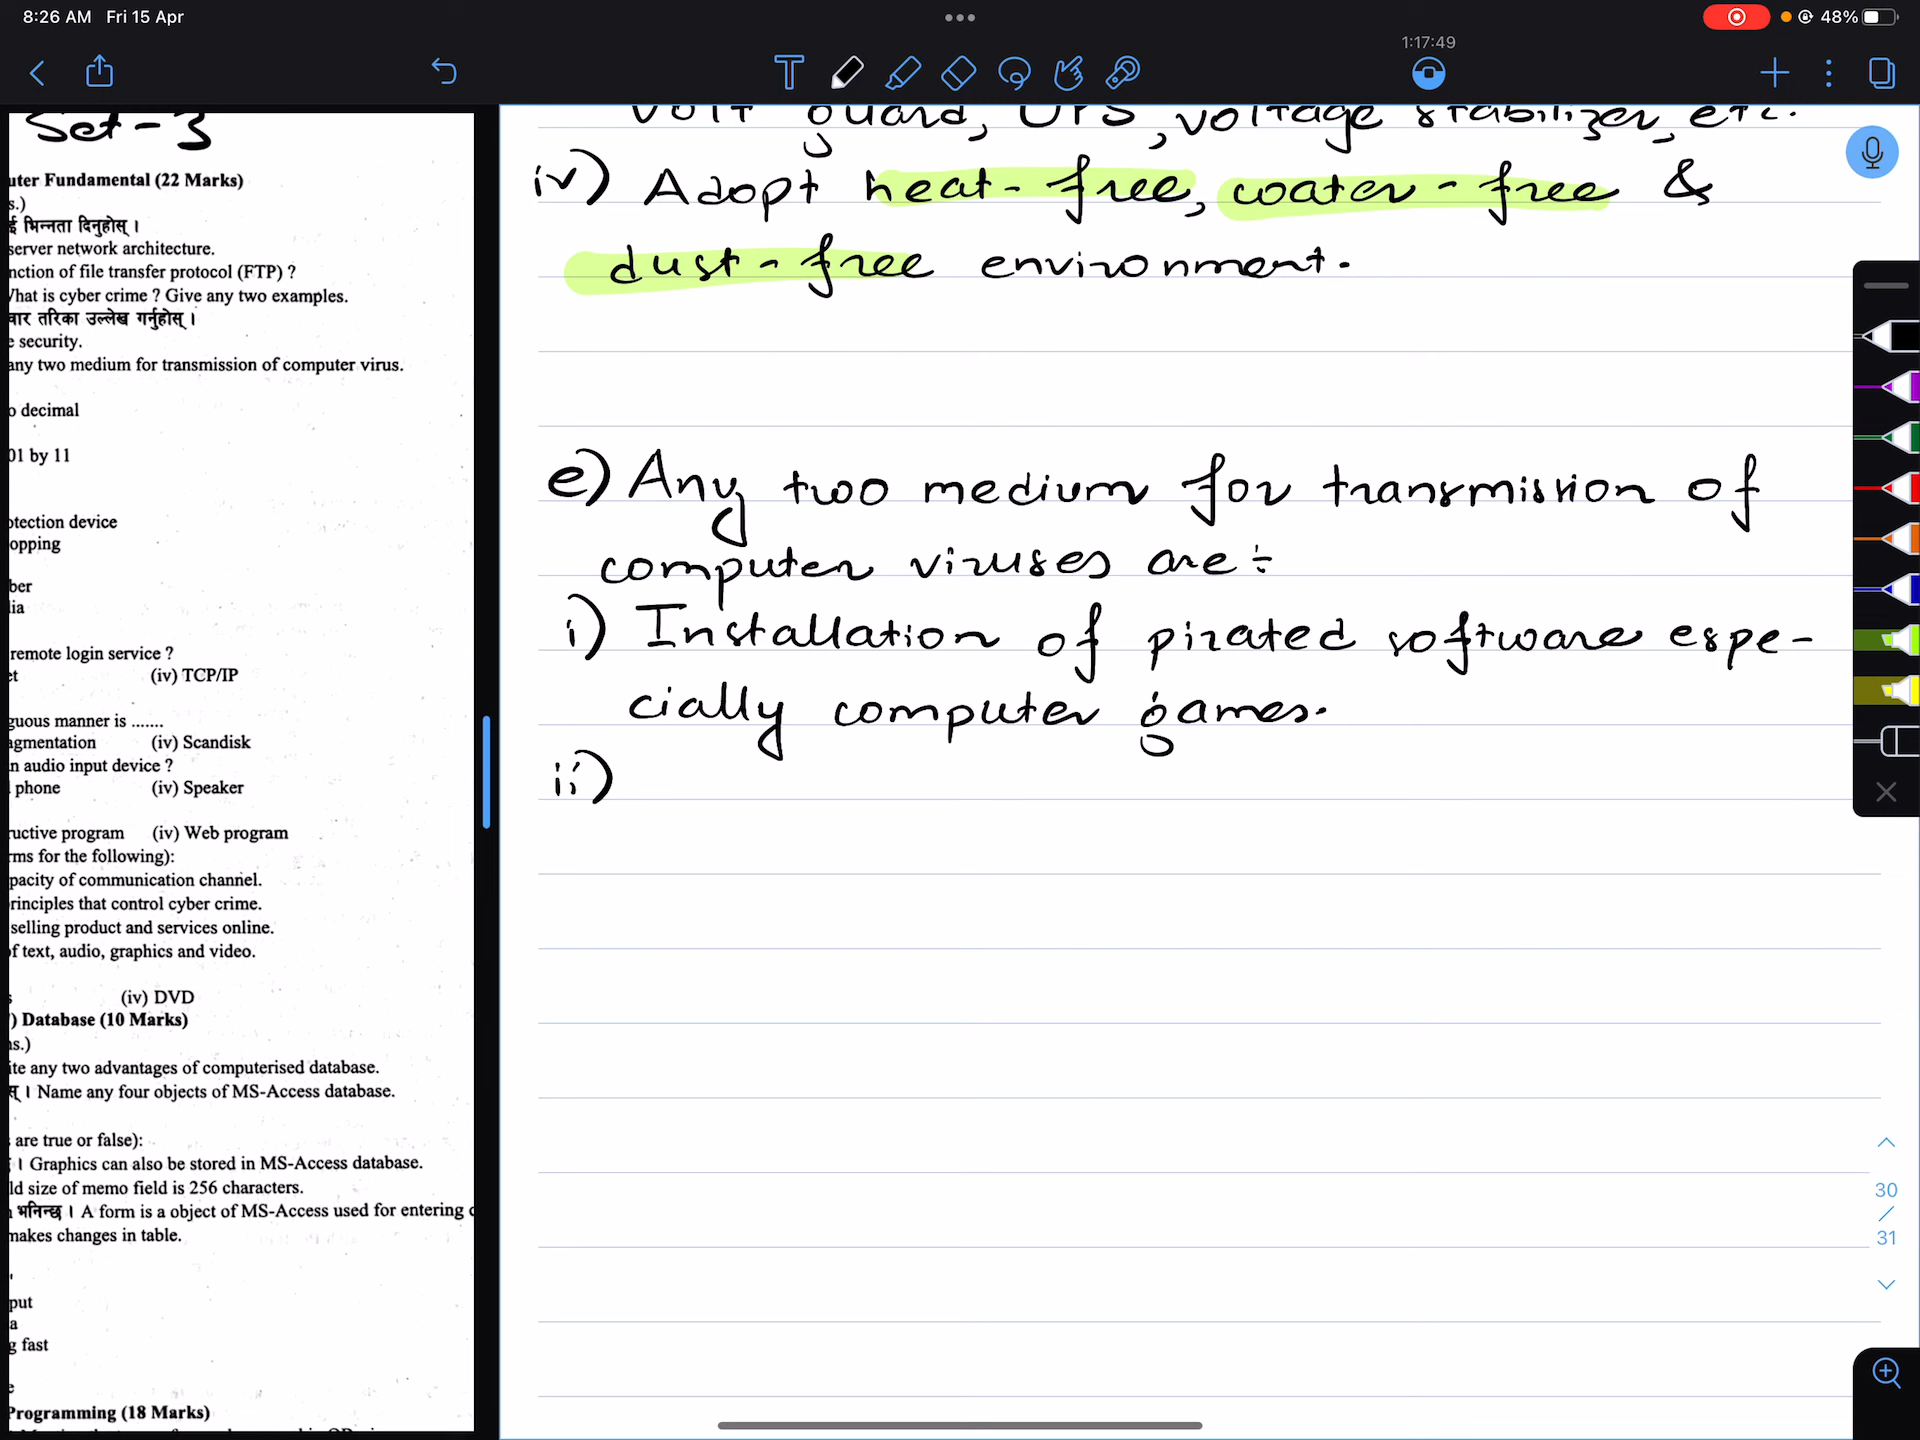 8:26 AM Fri 15 Apr
48%
1:17:49
Set-3
uter Fundamental (22 Marks)
s.)
ई भिन्नता दिनुहोस् ।
server network architecture.
nction of file transfer protocol (FTP) ?
What is cyber crime ? Give any two examples.
चार तरिका उल्लेख गर्नुहोस् ।
e security.
any two medium for transmission of computer virus.
o decimal
01 by 11
otection device
opping
ber
ia
remote login service ?
et (iv) TCP/IP
guous manner is .......
agmentation (iv) Scandisk
n audio input device ?
phone (iv) Speaker
ructive program (iv) Web program
rms for the following):
pacity of communication channel.
rinciples that control cyber crime.
selling product and services online.
f text, audio, graphics and video.
s (iv) DVD
) Database (10 Marks)
ns.)
ite any two advantages of computerised database.
। Name any four objects of MS-Access database.
are true or false):
। Graphics can also be stored in MS-Access database.
ld size of memo field is 256 characters.
भनिन्छ । A form is a object of MS-Access used for entering
makes changes in table.
put
a
g fast
e
Programming (18 Marks)
volt guard, UPS, voltage stabilizer, etc.
iv) Adopt heat-free, water-free &
dust-free environment.
e) Any two medium for transmission of
computer viruses are ÷
i) Installation of pirated software espe-
cially computer games.
ii)
30
/
31